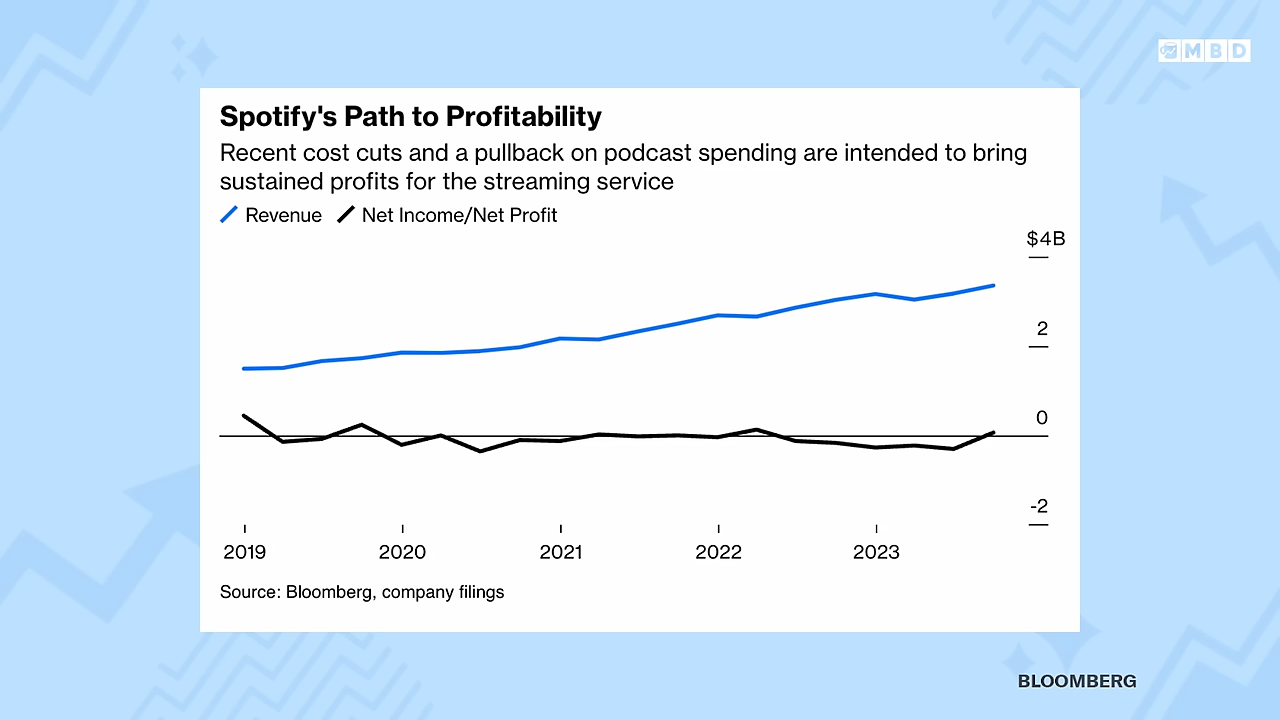 MBD
Spotify's Path to Profitability
Recent cost cuts and a pullback on podcast spending are intended to bring
sustained profits for the streaming service
Revenue Net Income/Net Profit
$4B
2
0
-2
2019 2020 2021 2022 2023
Source: Bloomberg, company filings
BLOOMBERG